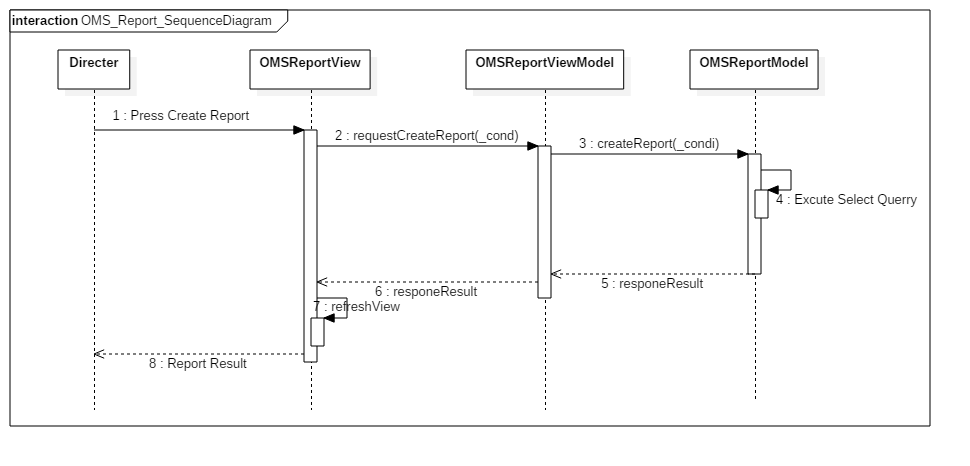 interaction OMS_Report_SequenceDiagram
Directer
OMSReportView
OMSReportViewModel
OMSReportModel
1 : Press Create Report
2 : requestCreateReport(_cond)
3 : createReport(_condi)
4 : Excute Select Querry
5 : responeResult
6 : responeResult
7 : refreshView
8 : Report Result